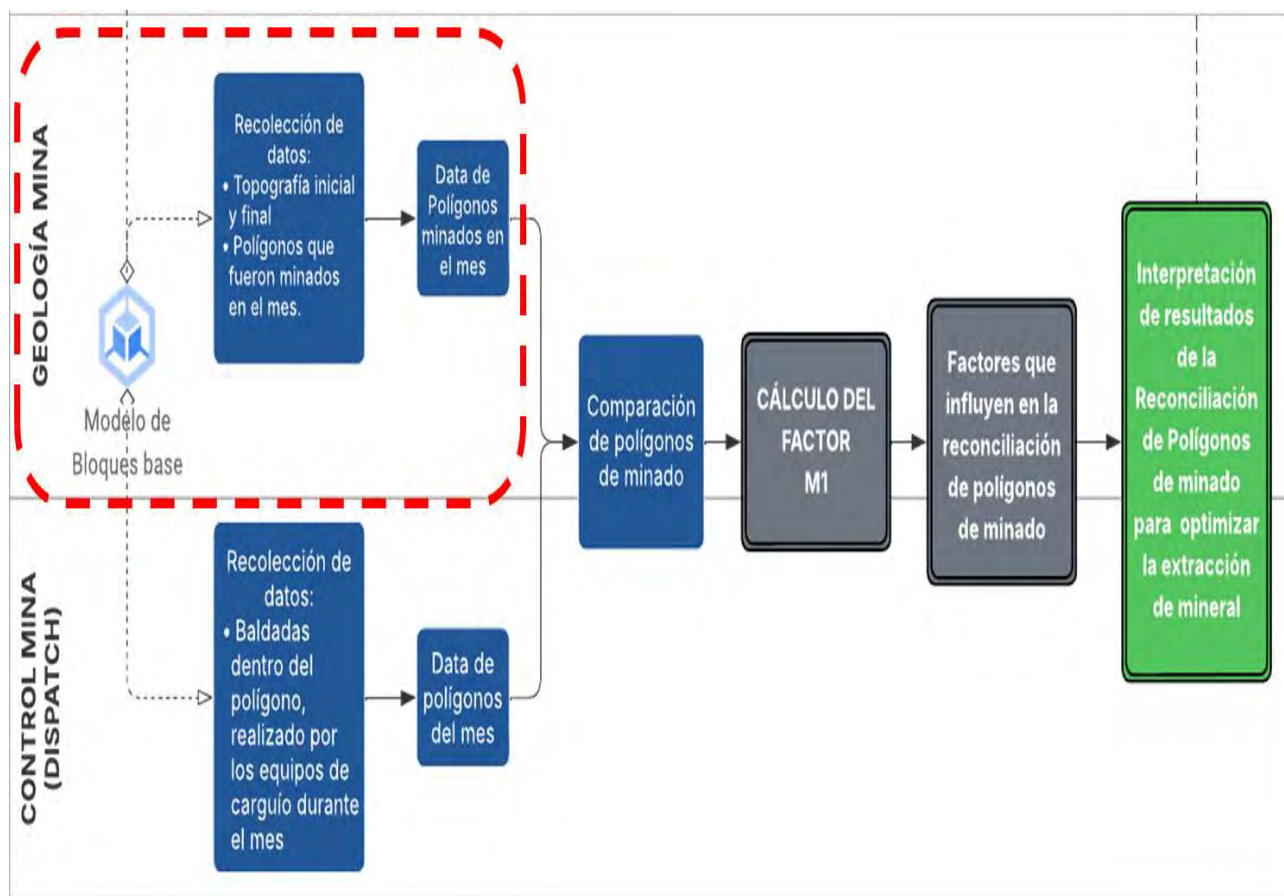 GEOLOGÍA MINA
Modelo de
Bloques base
Recolección de
datos:
• Topografía inicial
y final
• Polígonos que
fueron minados
en el mes.
Data de
Polígonos
minados en
el mes
CONTROL MINA
(DISPATCH)
Recolección de
datos:
• Baldadas
dentro del
polígono,
realizado por
los equipos de
carguío durante
el mes
Data de
polígonos
del mes
Comparación
de polígonos
de minado
CÁLCULO DEL
FACTOR
M1
Factores que
influyen en la
reconciliación
de polígonos
de minado
Interpretación
de resultados
de la
Reconciliación
de Polígonos
de minado
para optimizar
la extracción
de mineral